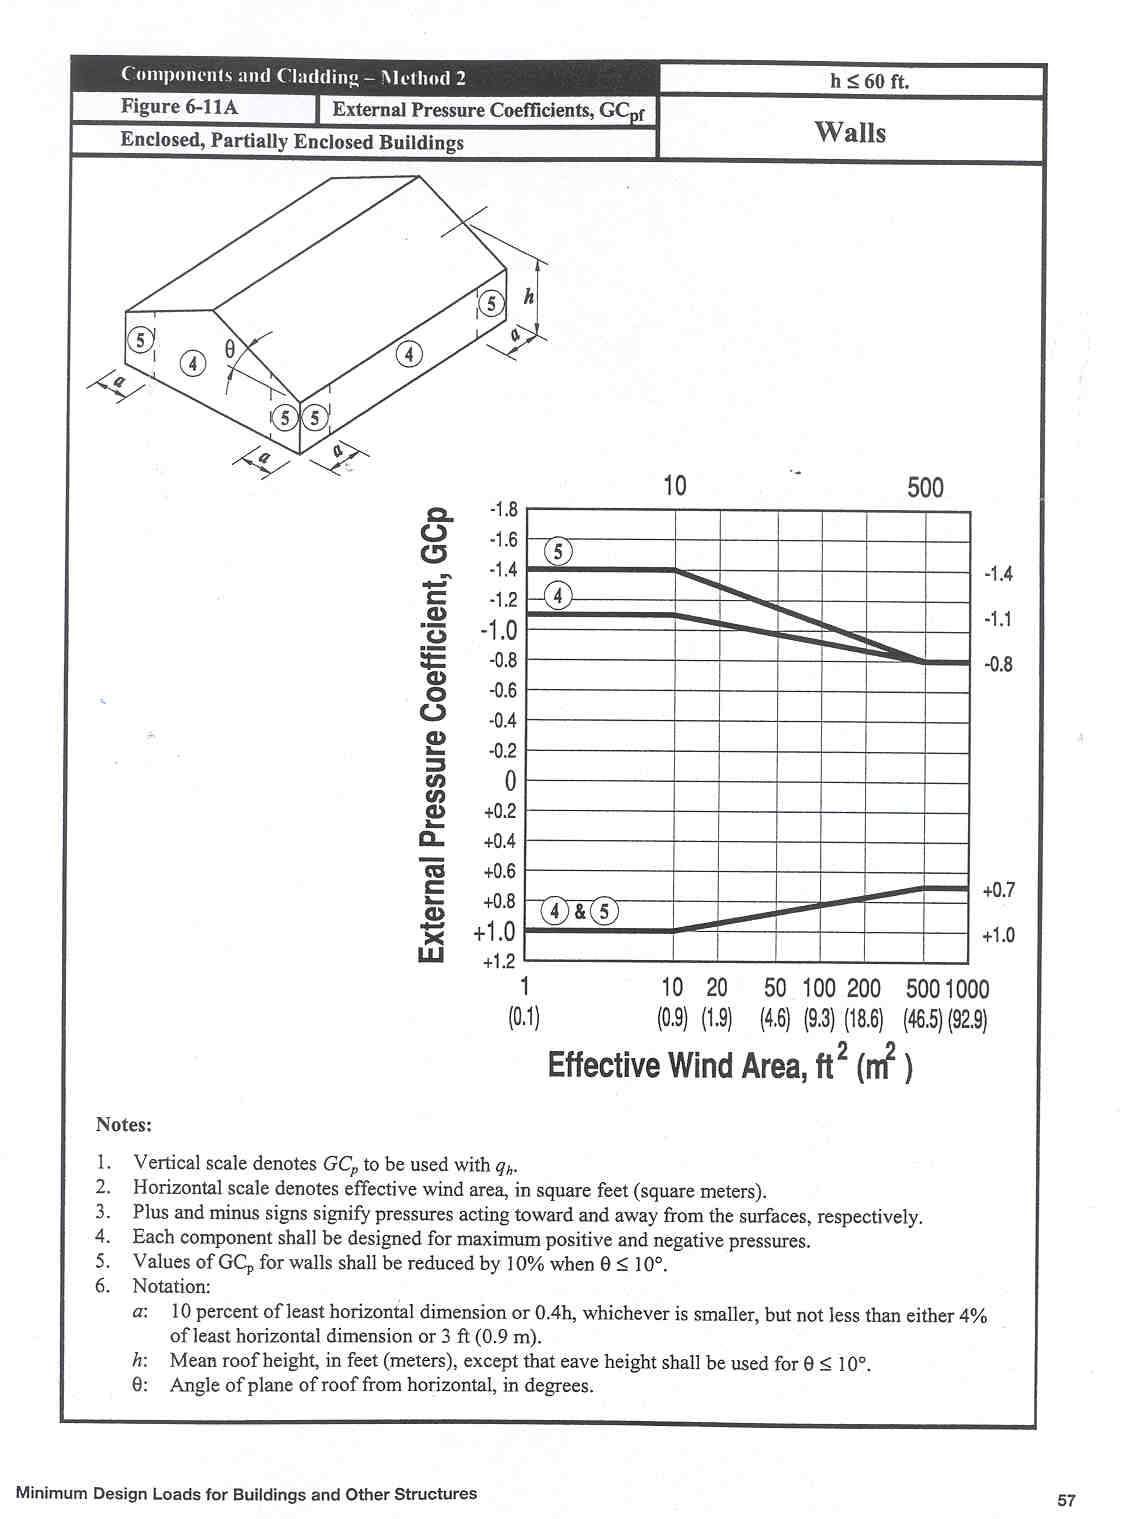 Components and Cladding – Method 2
h ≤ 60 ft.
Figure 6-11A
External Pressure Coefficients, GCpf
Walls
Enclosed, Partially Enclosed Buildings
5
h
5
θ
4
4
a
a
5
5
a
a
10
500
External Pressure Coefficient, GCp
-1.8
-1.6
5
-1.4
-1.4
-1.2
4
-1.1
-1.0
-0.8
-0.8
-0.6
-0.4
-0.2
0
+0.2
+0.4
+0.6
+0.7
+0.8
4 & 5
+1.0
+1.0
+1.2
1 10 20 50 100 200 500 1000
(0.1) (0.9) (1.9) (4.6) (9.3) (18.6) (46.5) (92.9)
Effective Wind Area, ft² (m²)
Notes:
1. Vertical scale denotes GCp to be used with qh.
2. Horizontal scale denotes effective wind area, in square feet (square meters).
3. Plus and minus signs signify pressures acting toward and away from the surfaces, respectively.
4. Each component shall be designed for maximum positive and negative pressures.
5. Values of GCp for walls shall be reduced by 10% when θ ≤ 10°.
6. Notation:
a: 10 percent of least horizontal dimension or 0.4h, whichever is smaller, but not less than either 4%
of least horizontal dimension or 3 ft (0.9 m).
h: Mean roof height, in feet (meters), except that eave height shall be used for θ ≤ 10°.
θ: Angle of plane of roof from horizontal, in degrees.
Minimum Design Loads for Buildings and Other Structures
57